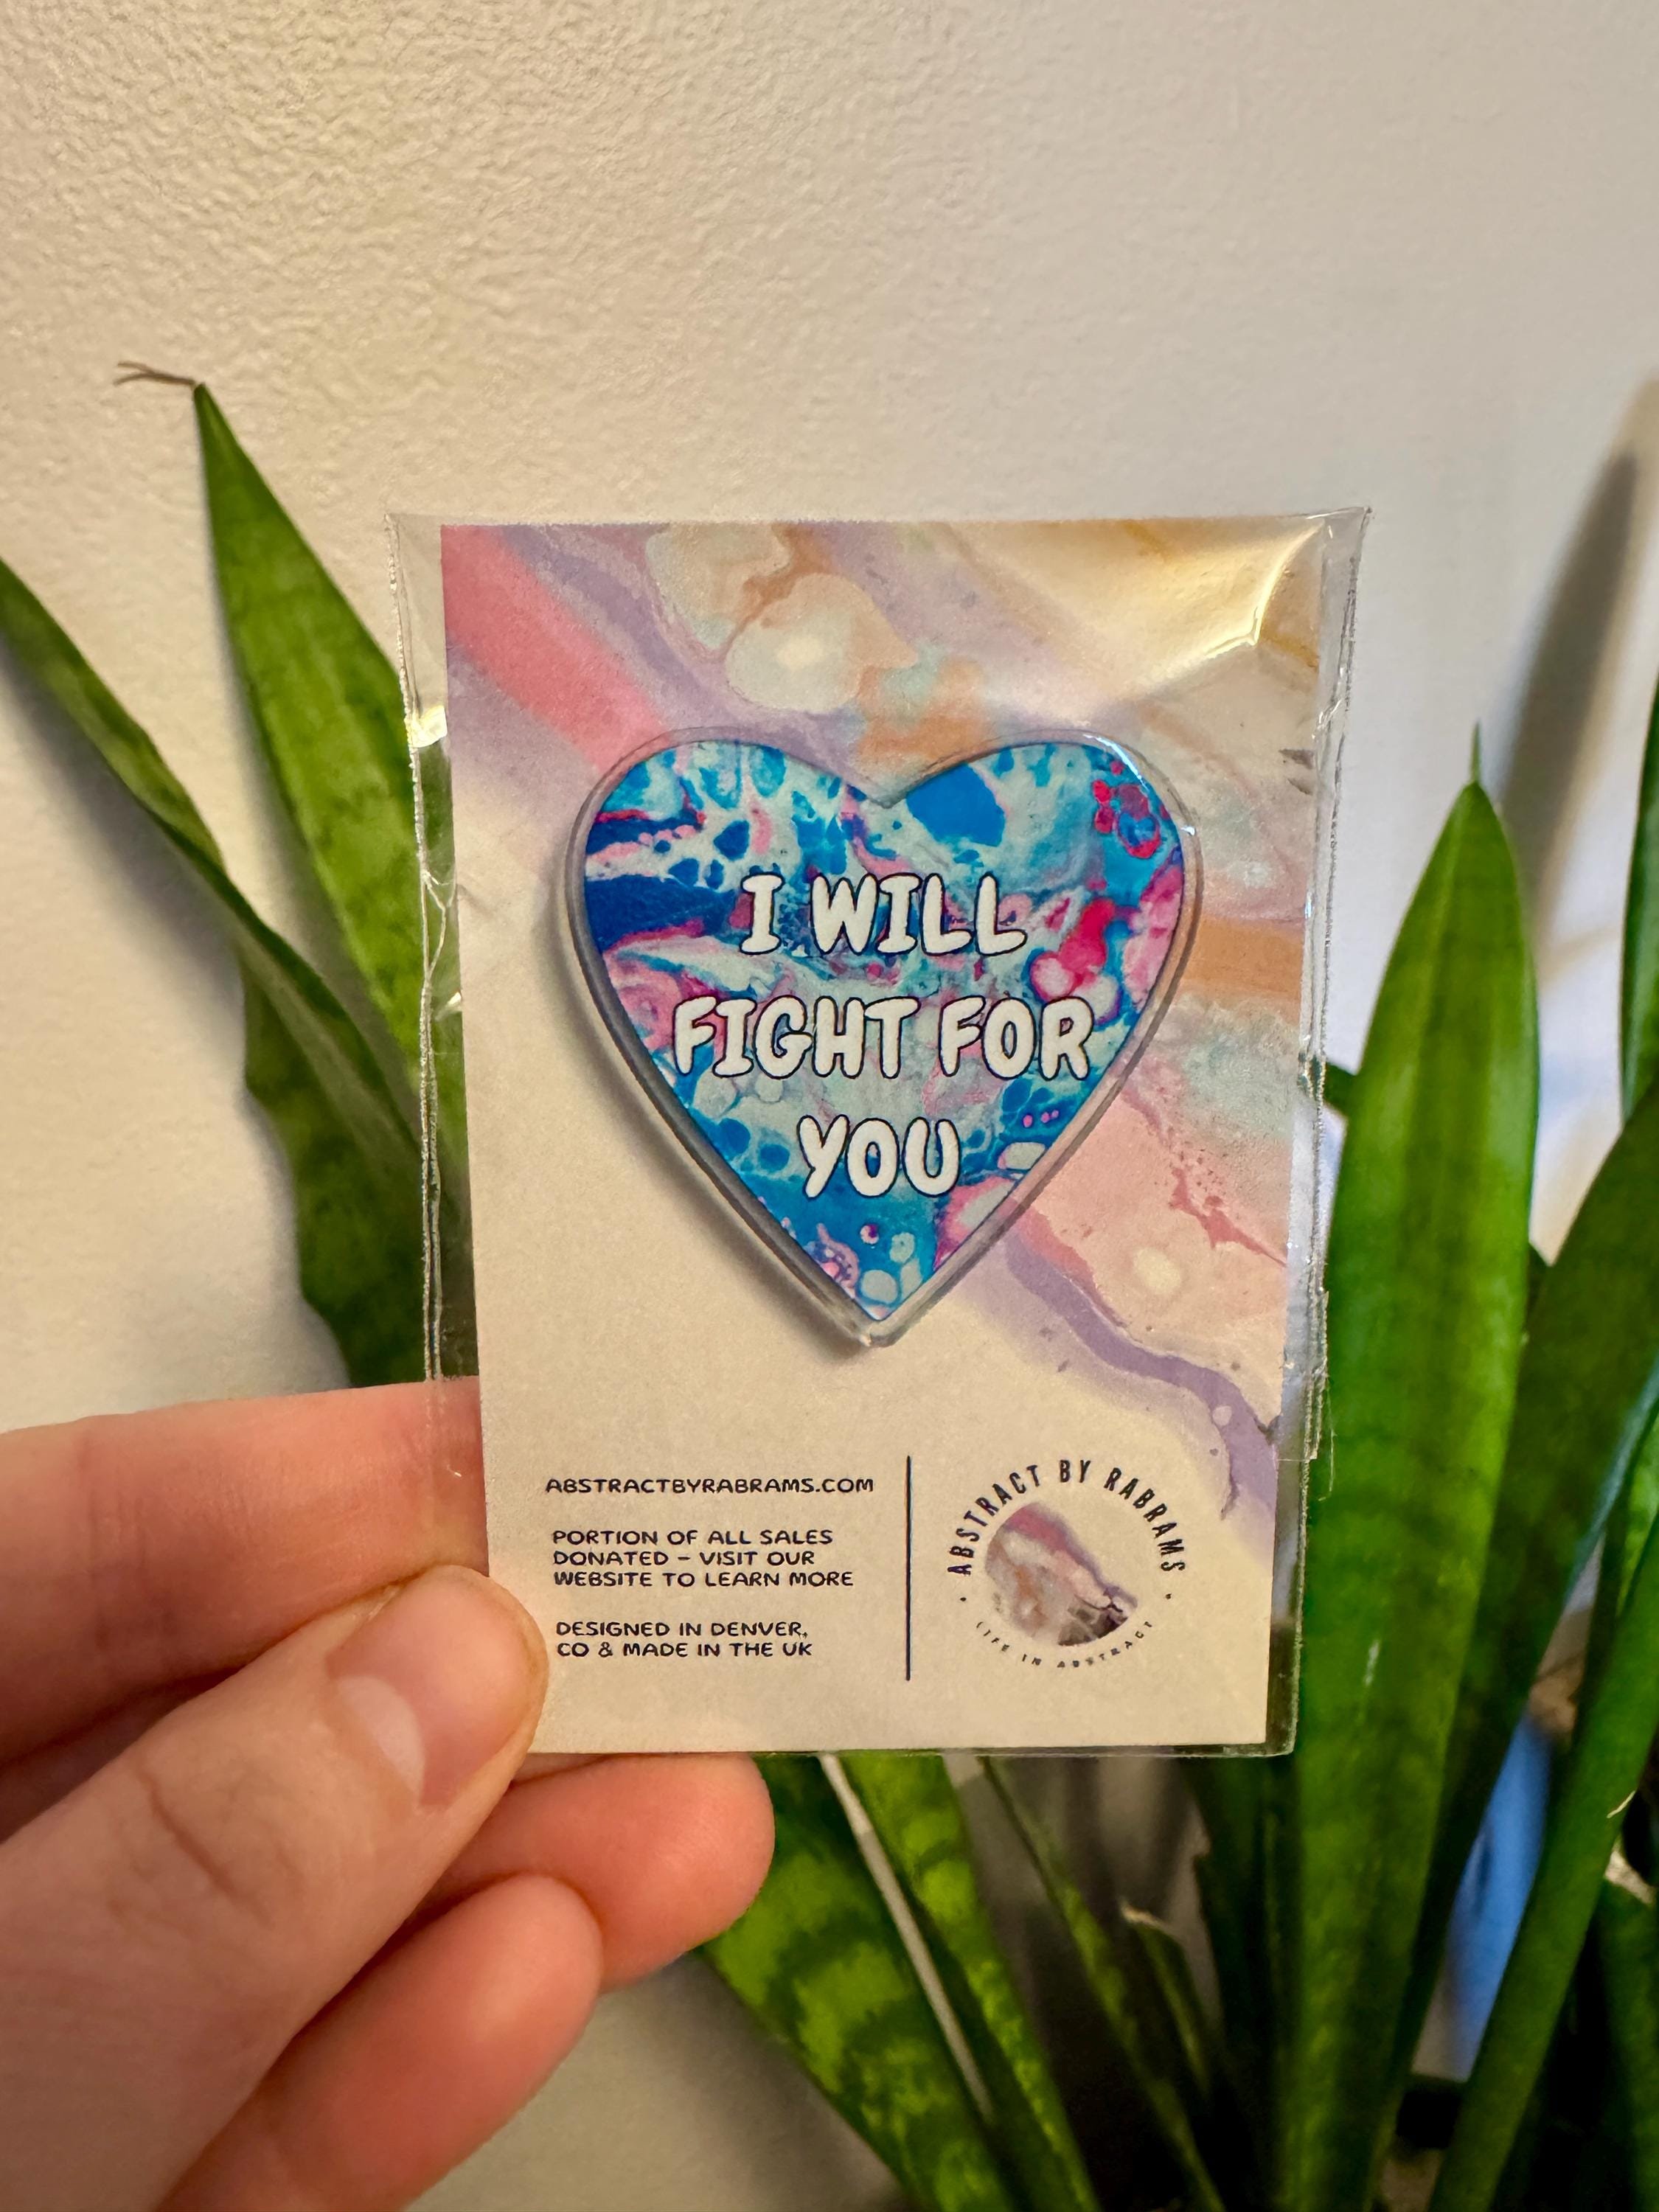 I WILL
FIGHT FOR
YOU
ABSTRACTBYRABRAMS.COM
PORTION OF ALL SALES
DONATED – VISIT OUR
WEBSITE TO LEARN MORE
DESIGNED IN DENVER,
CO & MADE IN THE UK
• ABSTRACT BY RABRAMS •
LIFE IN ABSTRACT